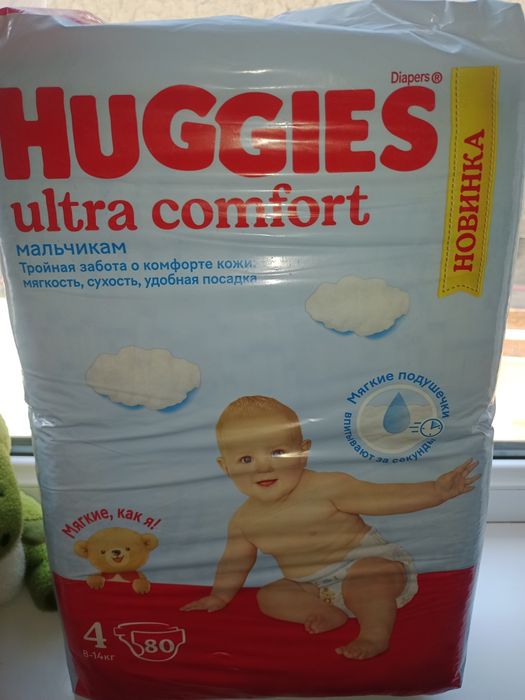 Diapers®
HUGGIES
ultra comfort
НОВИНКА
мальчикам
Тройная забота о комфорте кожи:
мягкость, сухость, удобная посадка
Мягкие подушечки
впитывают за секунды
Мягкие, как я!
4
8-14кг
80